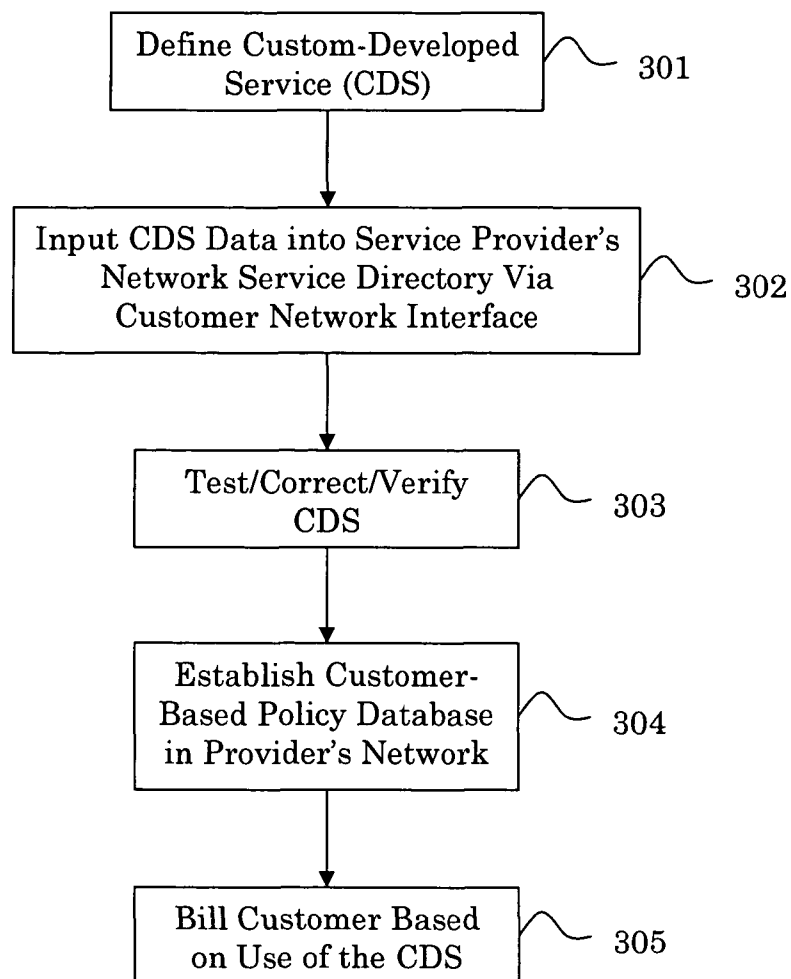 Define Custom-Developed
Service (CDS)
301
Input CDS Data into Service Provider's
Network Service Directory Via
Customer Network Interface
302
Test/Correct/Verify
CDS
303
Establish Customer-
Based Policy Database
in Provider's Network
304
Bill Customer Based
on Use of the CDS
305